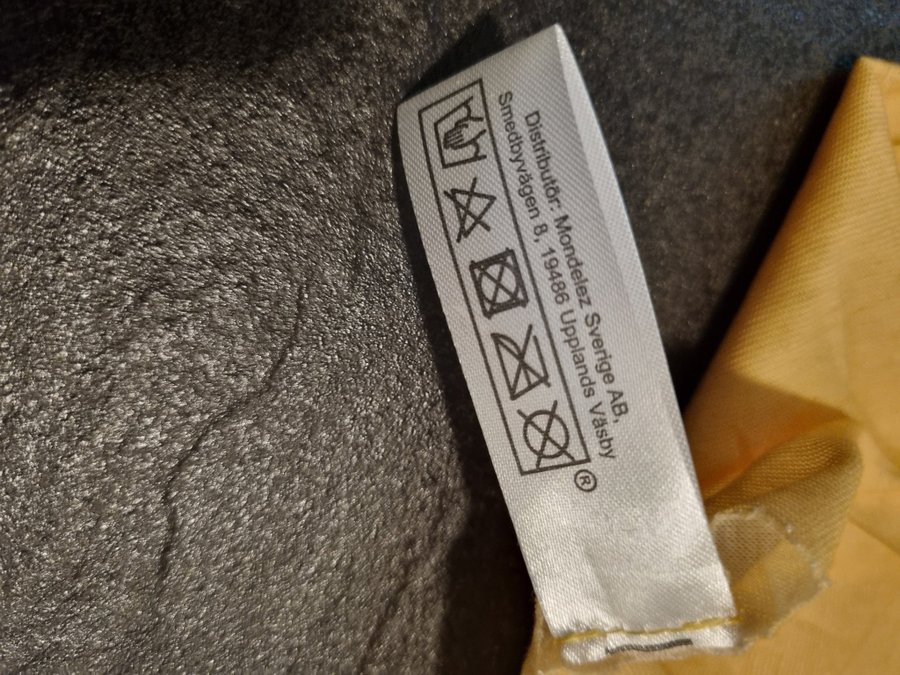 Distributör: Mondelez Sverige AB,
Smedbyvägen 8, 19486 Upplands Väsby
®